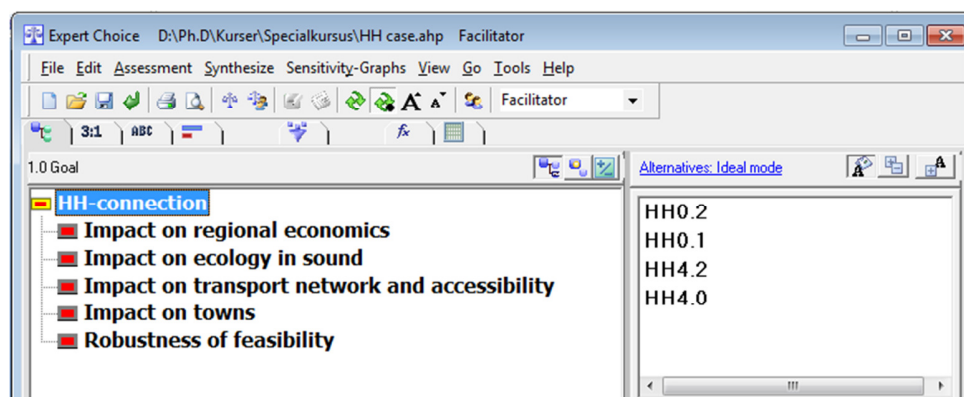 Expert Choice D:\Ph.D\Kurser\Specialkursus\HH case.ahp Facilitator
File Edit Assessment Synthesize Sensitivity-Graphs View Go Tools Help
A A Facilitator
3:1 ABC fx
1.0 Goal
Alternatives: Ideal mode
A A
HH-connection
Impact on regional economics
Impact on ecology in sound
Impact on transport network and accessibility
Impact on towns
Robustness of feasibility
HH0.2
HH0.1
HH4.2
HH4.0